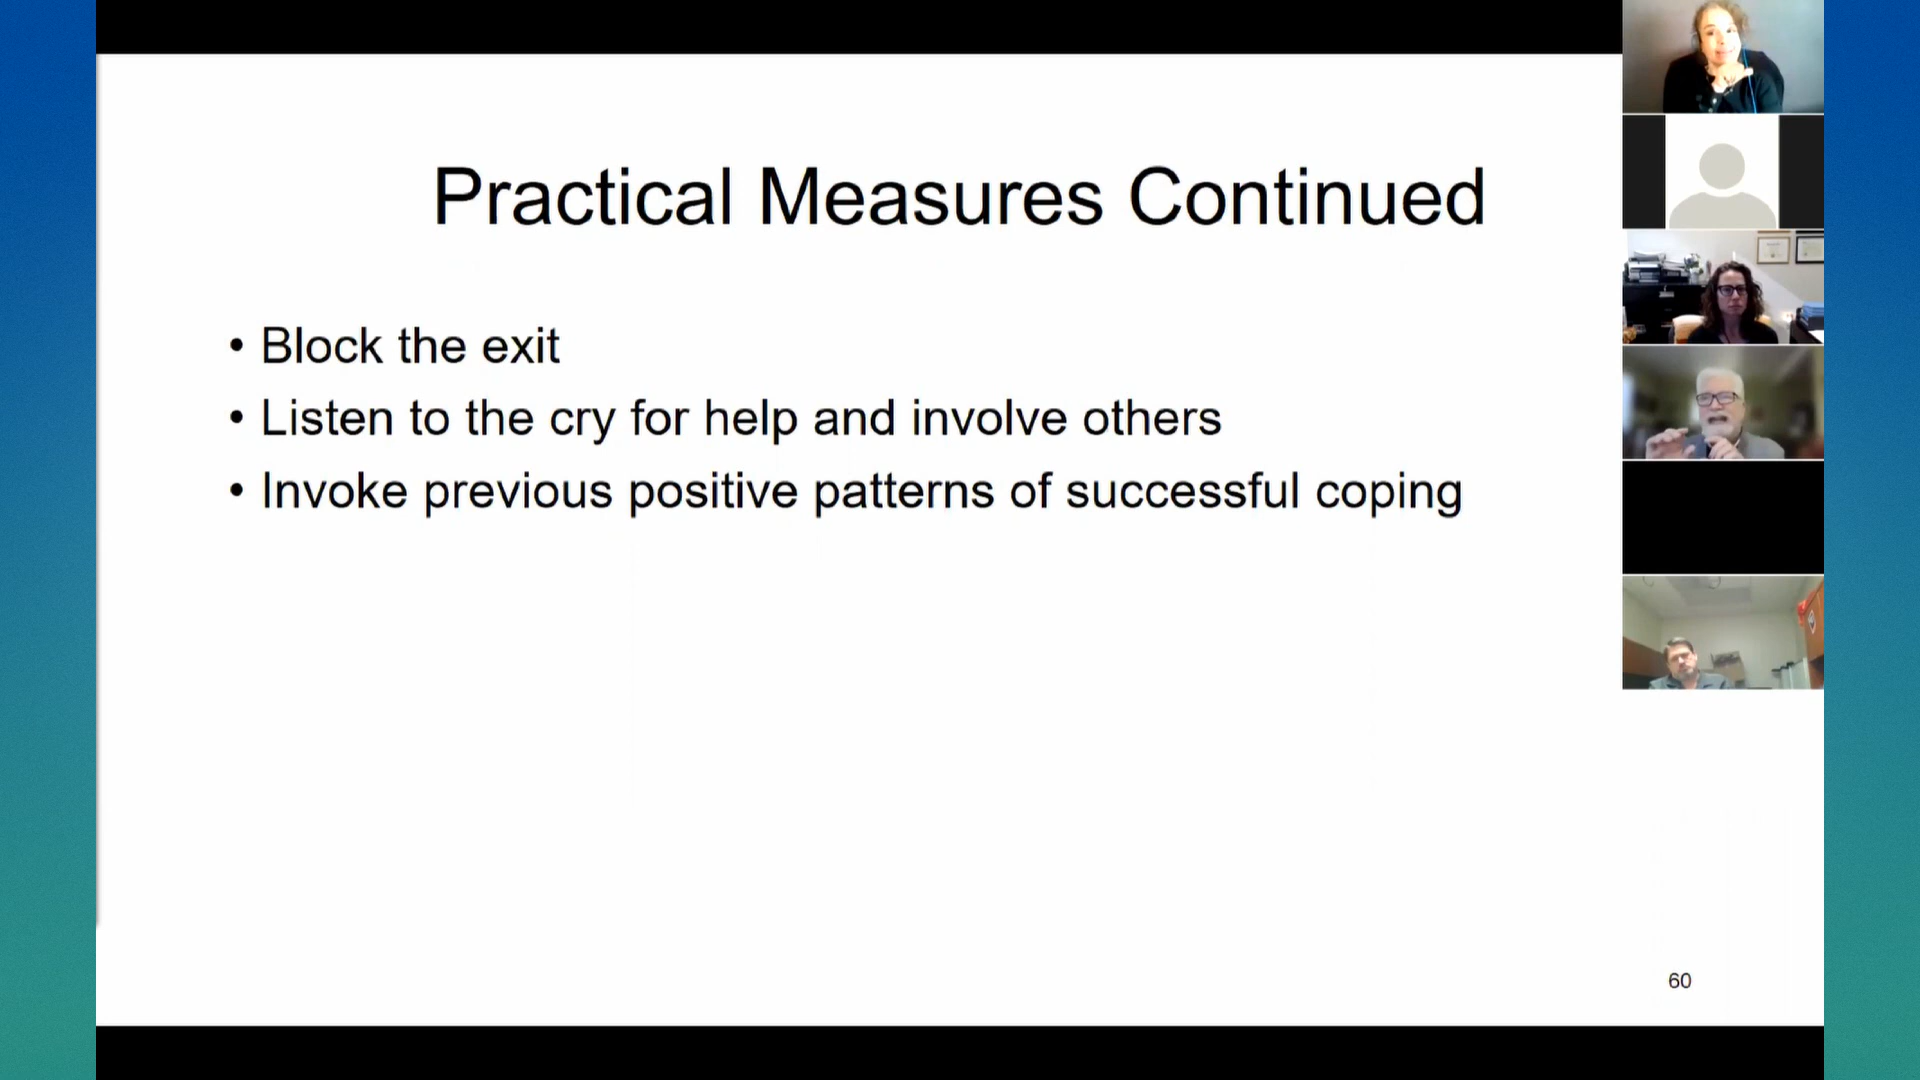 Practical Measures Continued
• Block the exit
• Listen to the cry for help and involve others
• Invoke previous positive patterns of successful coping
60